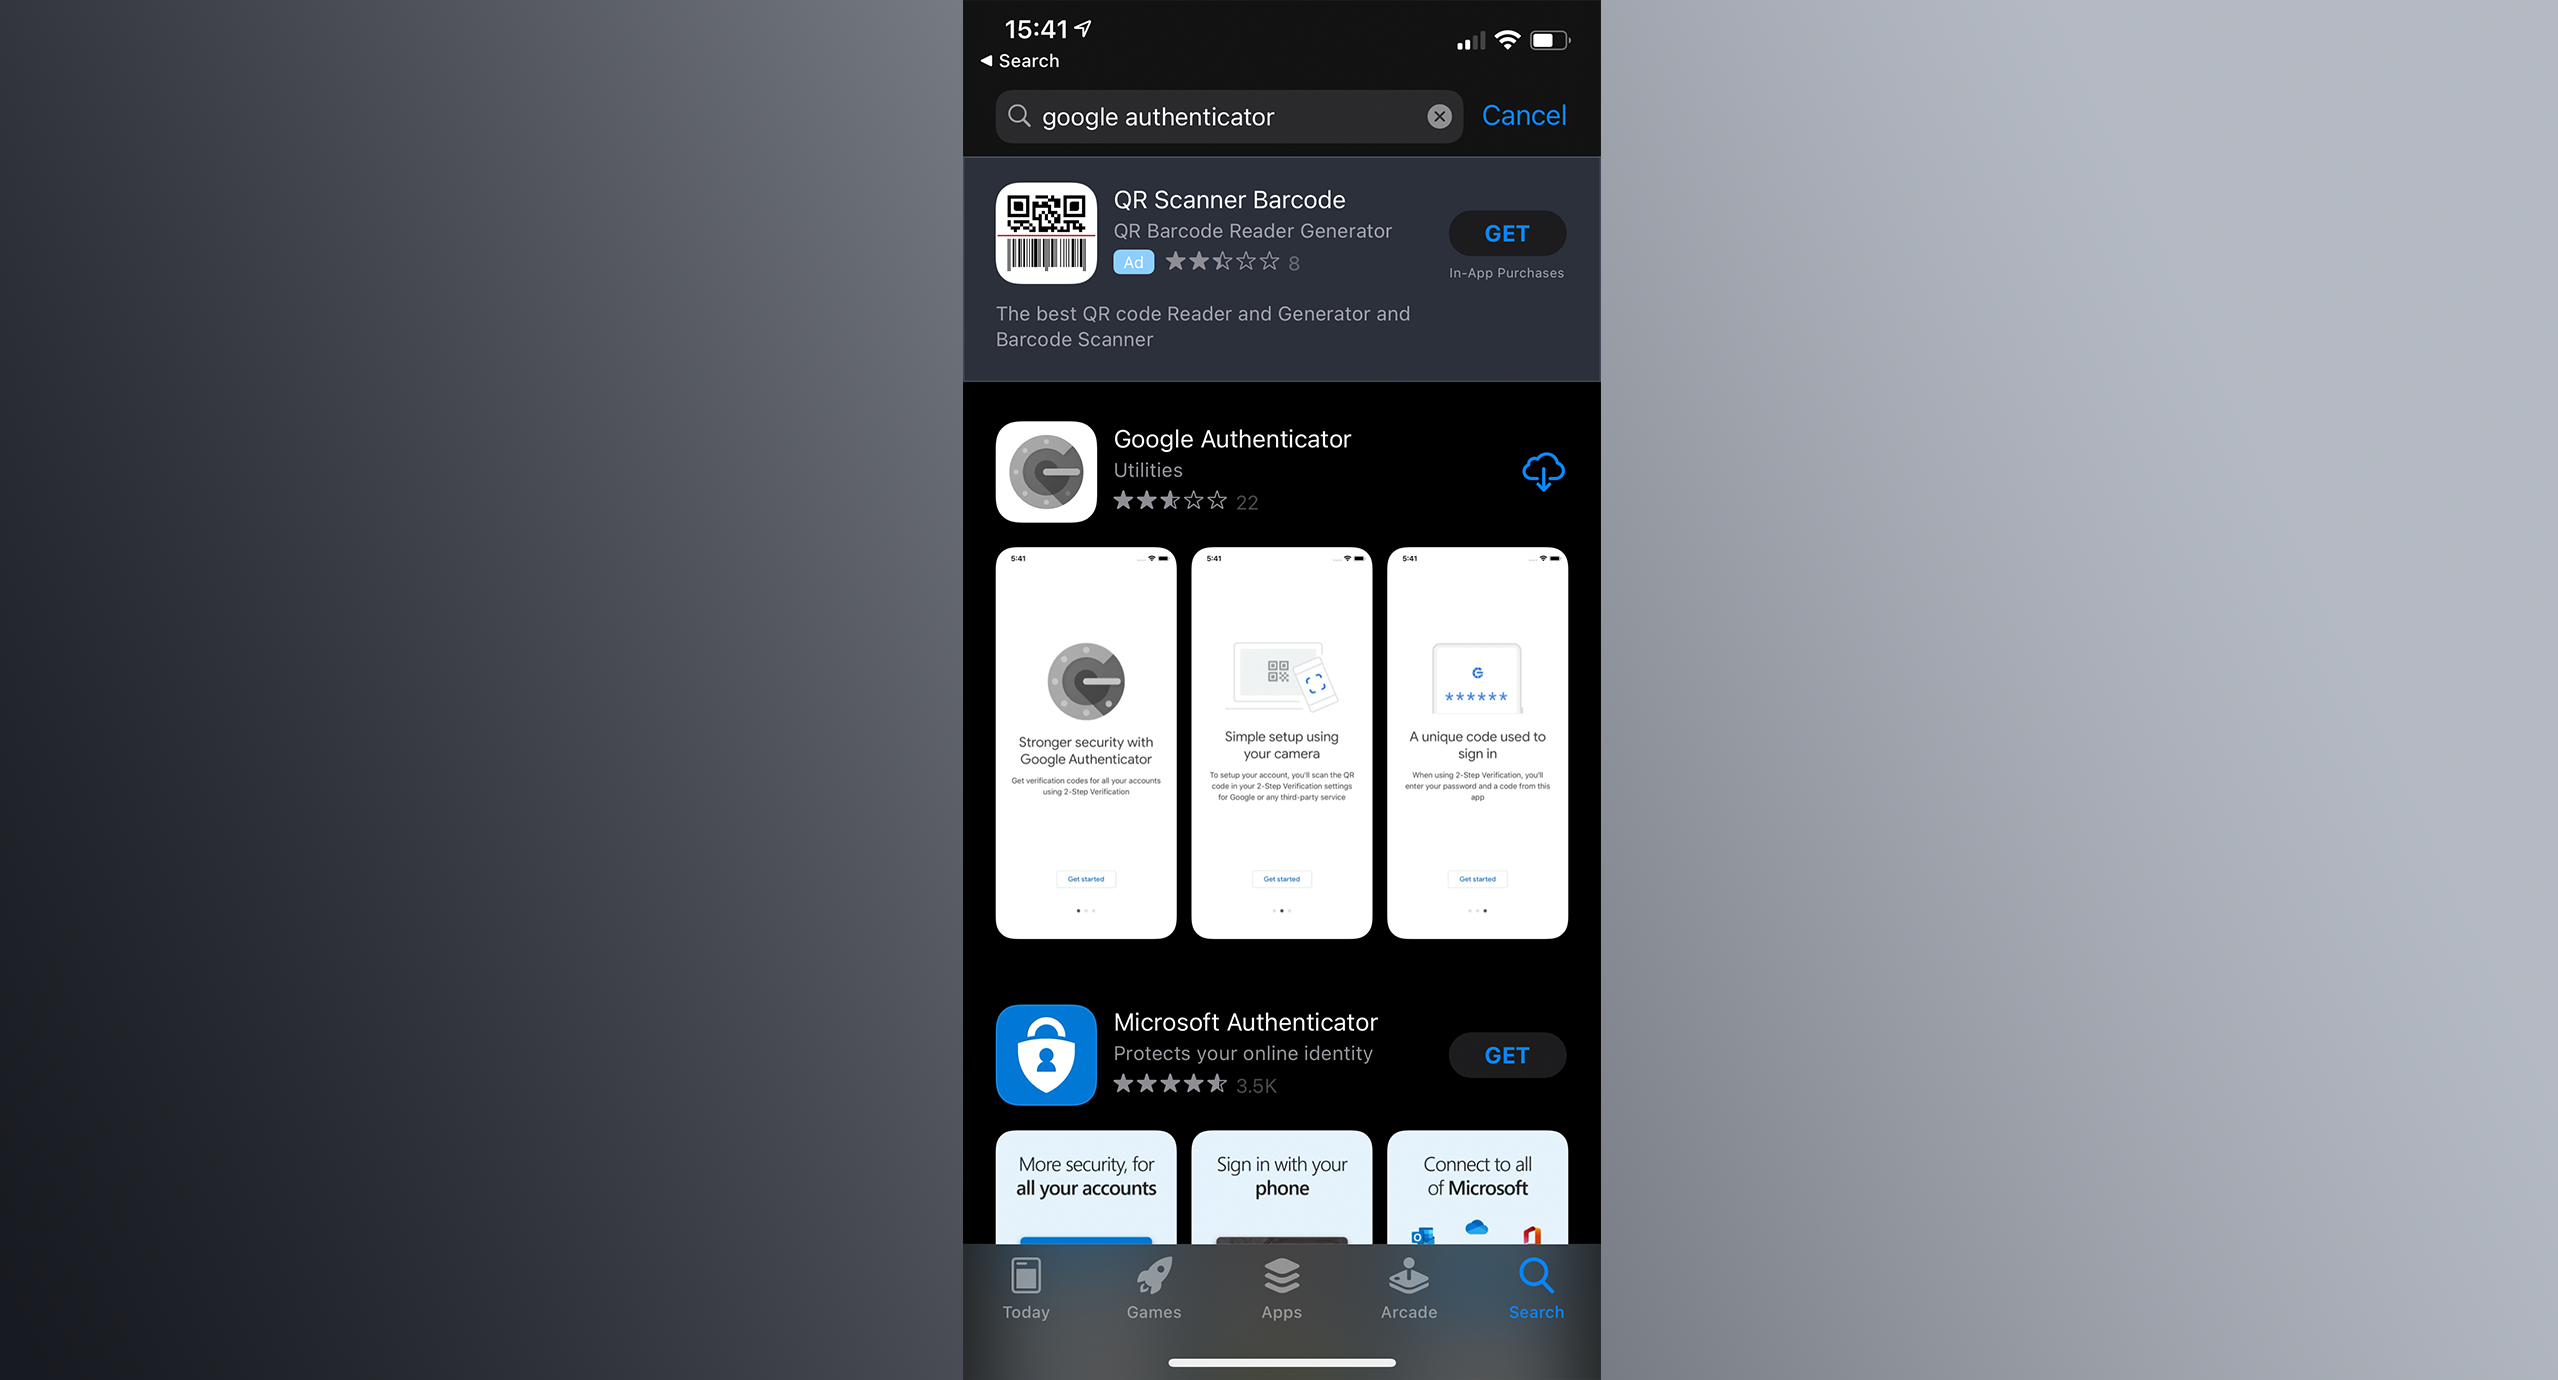 15:41
Search
google authenticator
Cancel
QR Scanner Barcode
QR Barcode Reader Generator
Ad
8
GET
In-App Purchases
The best QR code Reader and Generator and
Barcode Scanner
Google Authenticator
Utilities
22
5:41
Stronger security with
Google Authenticator
Get verification codes for all your accounts
using 2-Step Verification
Get started
5:41
Simple setup using
your camera
To setup your account, you'll scan the QR
code in your 2-Step Verification settings
for Google or any third-party service
Get started
5:41
G
******
A unique code used to
sign in
When using 2-Step Verification, you'll
enter your password and a code from this
app
Get started
Microsoft Authenticator
Protects your online identity
3.5K
GET
More security, for
all your accounts
Sign in with your
phone
Connect to all
of Microsoft
Today
Games
Apps
Arcade
Search